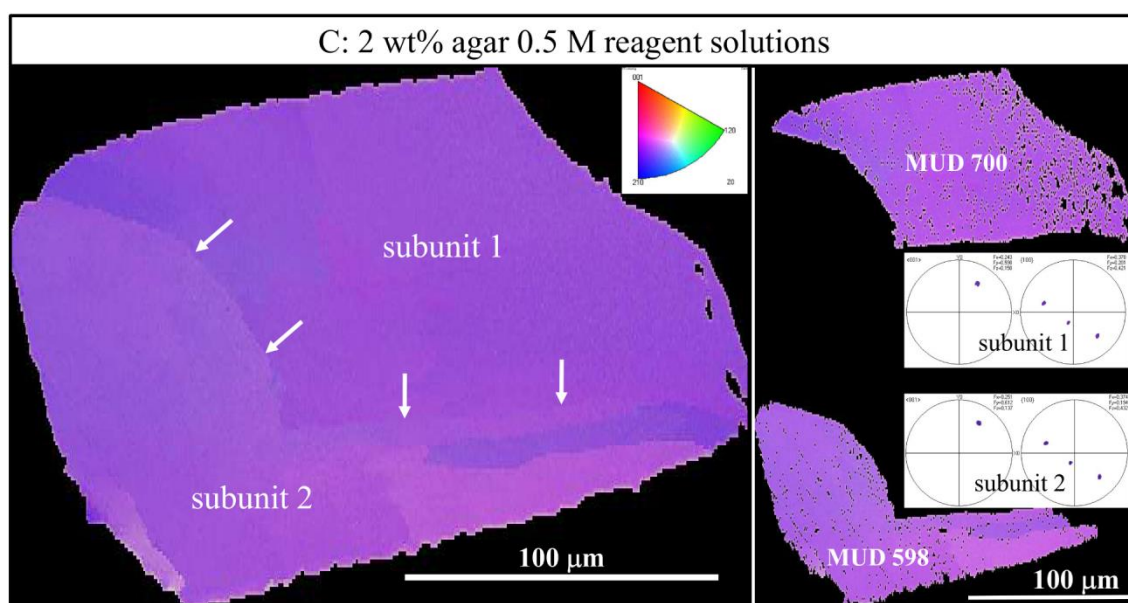 C: 2 wt% agar 0.5 M reagent solutions
001
120
210
20
subunit 1
subunit 2
100 μm
MUD 700
<001>
{100}
subunit 1
<001>
{100}
subunit 2
MUD 598
100 μm